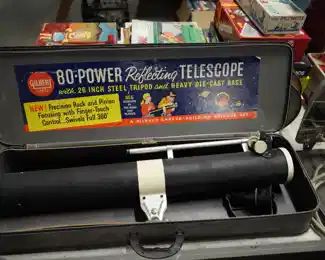 GILBERT
80-POWER Reflecting TELESCOPE
with 26 INCH STEEL TRIPOD and HEAVY DIE-CAST BASE
NEW! Precision Rack and Pinion
Focusing with Finger-Touch
Control...Swivels Full 360°
A GILBERT CAREER-BUILDING SCIENCE SET